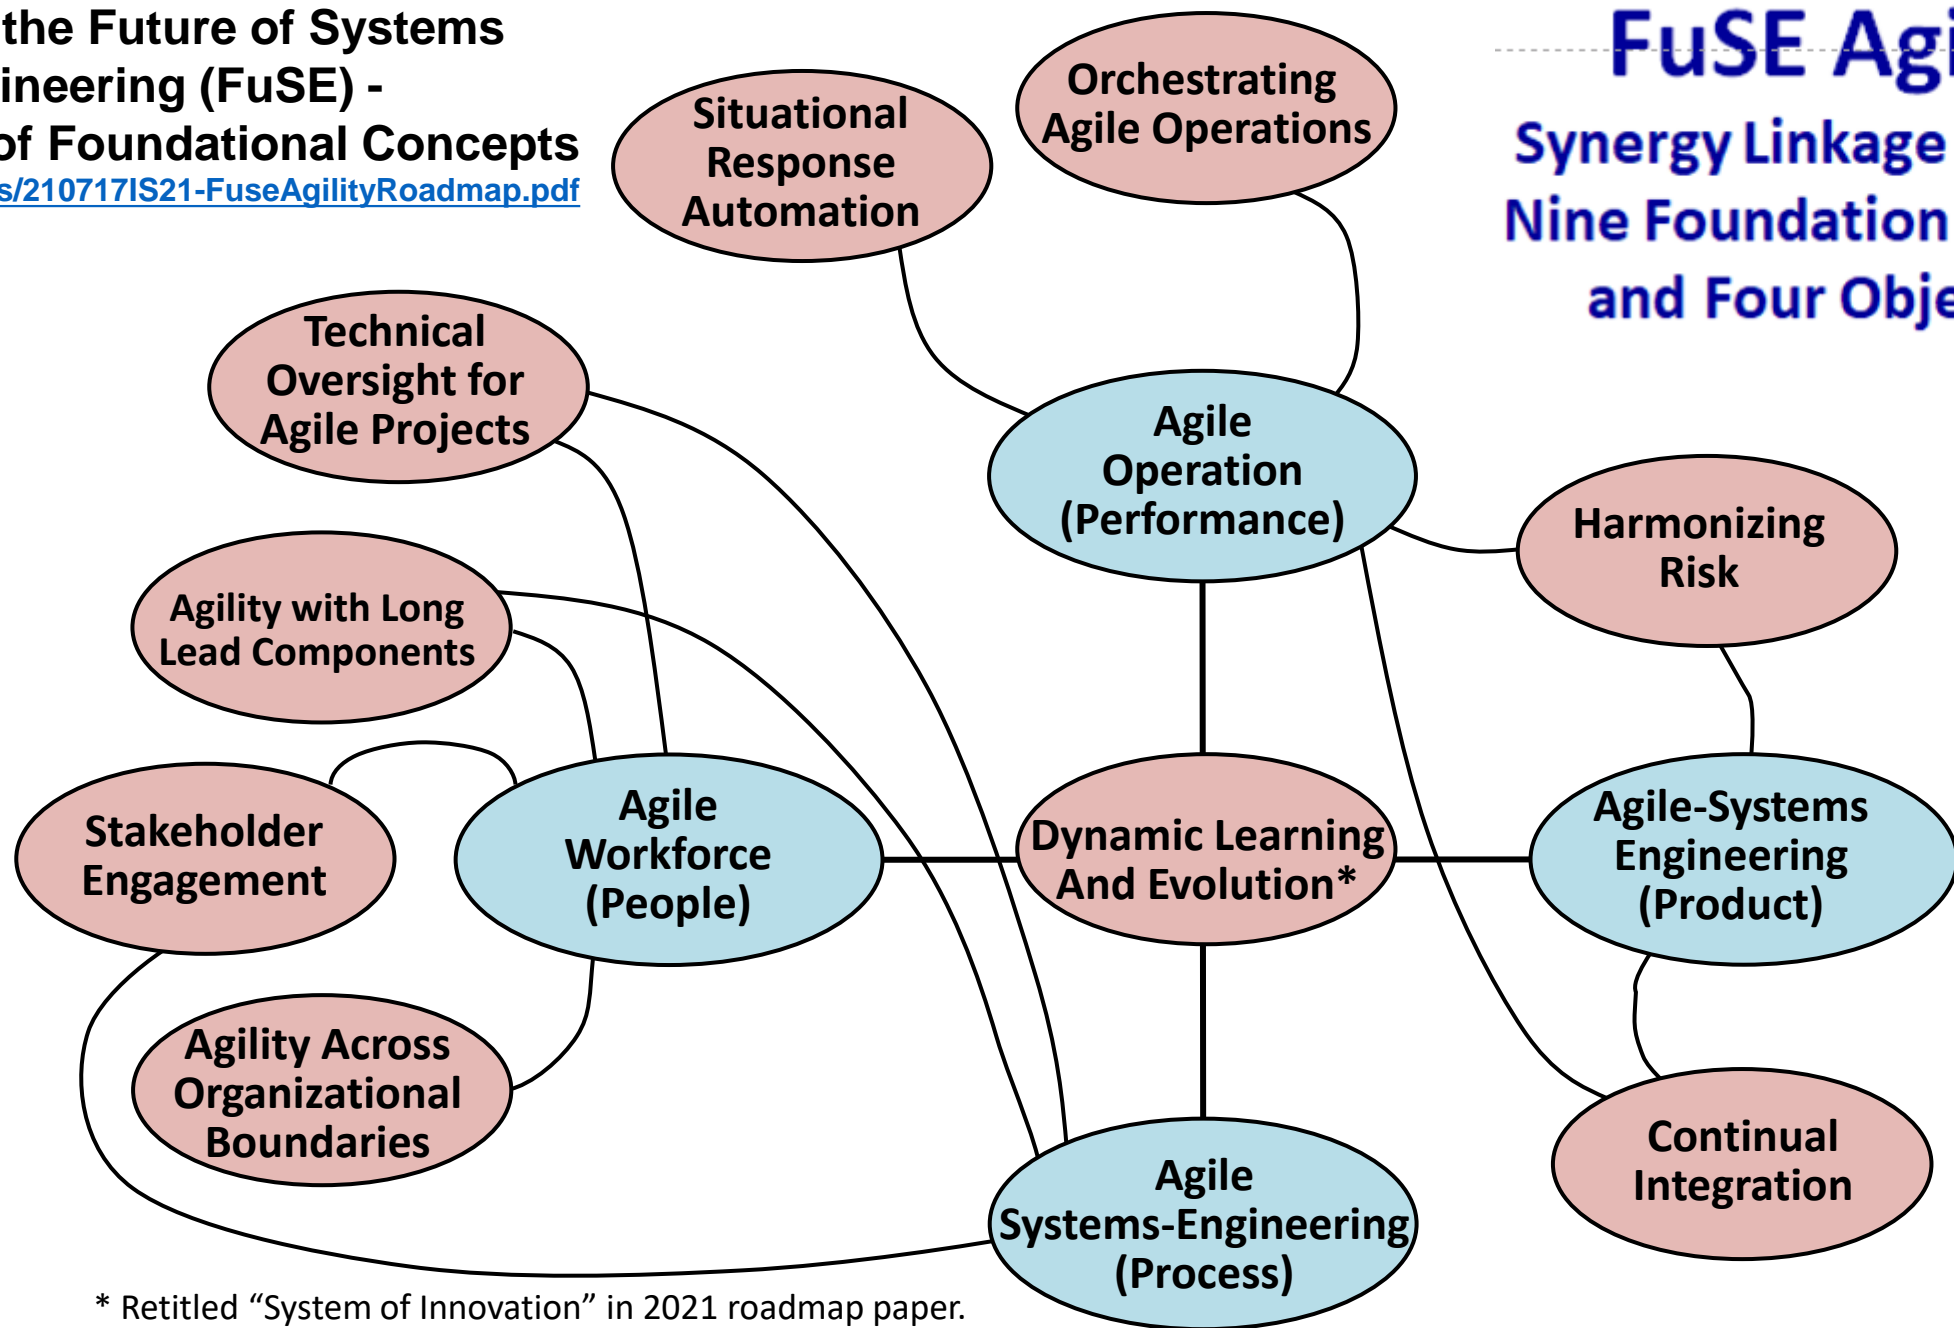 the Future of Systems
ineering (FuSE) -
of Foundational Concepts
s/210717IS21-FuseAgilityRoadmap.pdf
FuSE Agi
Synergy Linkage
Nine Foundation
and Four Obje
Orchestrating
Agile Operations
Situational
Response
Automation
Technical
Oversight for
Agile Projects
Agile
Operation
(Performance)
Harmonizing
Risk
Agility with Long
Lead Components
Stakeholder
Engagement
Agile
Workforce
(People)
Dynamic Learning
And Evolution*
Agile-Systems
Engineering
(Product)
Agility Across
Organizational
Boundaries
Continual
Integration
Agile
Systems-Engineering
(Process)
* Retitled “System of Innovation” in 2021 roadmap paper.